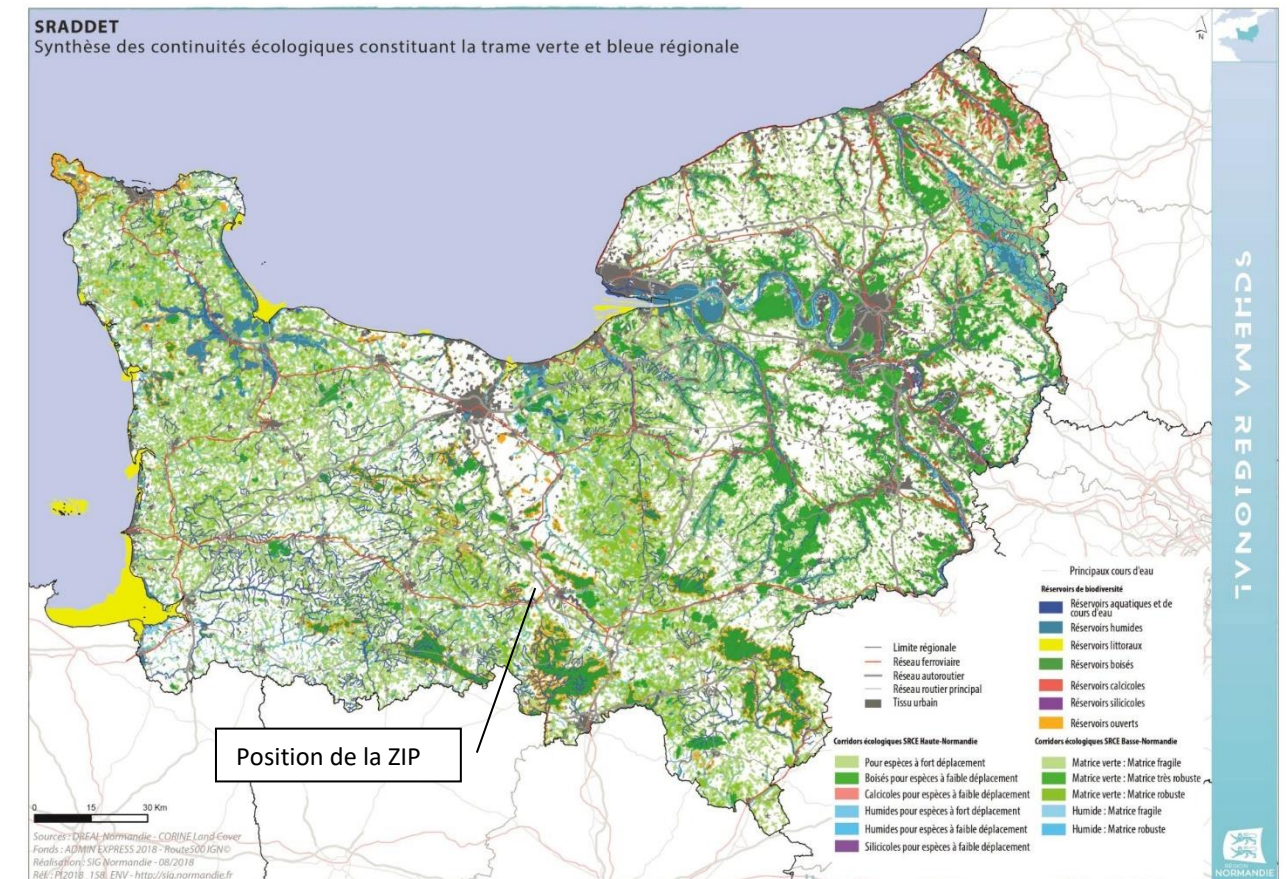 SRADDET
Synthèse des continuités écologiques constituant la trame verte et bleue régionale
N
SCHEMA REGIONAL
Position de la ZIP
0 15 30 Km
Sources : DREAL Normandie - CORINE Land Cover
Fonds : ADMIN EXPRESS 2018 - Route500 IGN©
Réalisation : SIG Normandie - 08/2018
Réf : PI2018_158_ENV - http://sig.normandie.fr
Limite régionale
Réseau ferroviaire
Réseau autoroutier
Réseau routier principal
Tissu urbain
Principaux cours d'eau
Réservoirs de biodiversité
Réservoirs aquatiques et de
cours d'eau
Réservoirs humides
Réservoirs littoraux
Réservoirs boisés
Réservoirs calcicoles
Réservoirs silicicoles
Réservoirs ouverts
Corridors écologiques SRCE Haute-Normandie
Pour espèces à fort déplacement
Boisés pour espèces à faible déplacement
Calcicoles pour espèces à faible déplacement
Humides pour espèces à fort déplacement
Humides pour espèces à faible déplacement
Silicicoles pour espèces à faible déplacement
Corridors écologiques SRCE Basse-Normandie
Matrice verte : Matrice fragile
Matrice verte : Matrice très robuste
Matrice verte : Matrice robuste
Humide : Matrice fragile
Humide : Matrice robuste
RÉGION
NORMANDIE